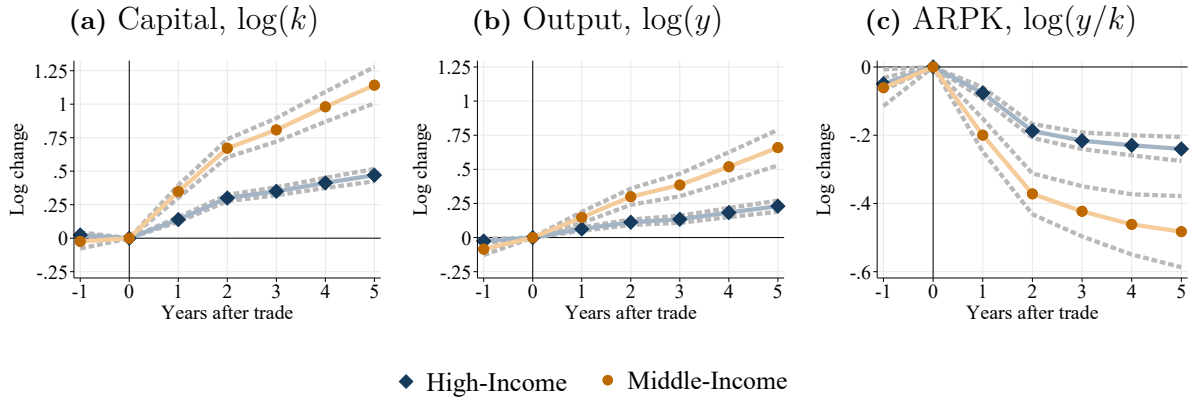 (a) Capital, log(k)
1.25
1
.75
.5
.25
0
-.25
Log change
-1 0 1 2 3 4 5
Years after trade
(b) Output, log(y)
1.25
1
.75
.5
.25
0
-.25
Log change
-1 0 1 2 3 4 5
Years after trade
(c) ARPK, log(y/k)
0
-.2
-.4
-.6
Log change
-1 0 1 2 3 4 5
Years after trade
High-Income Middle-Income